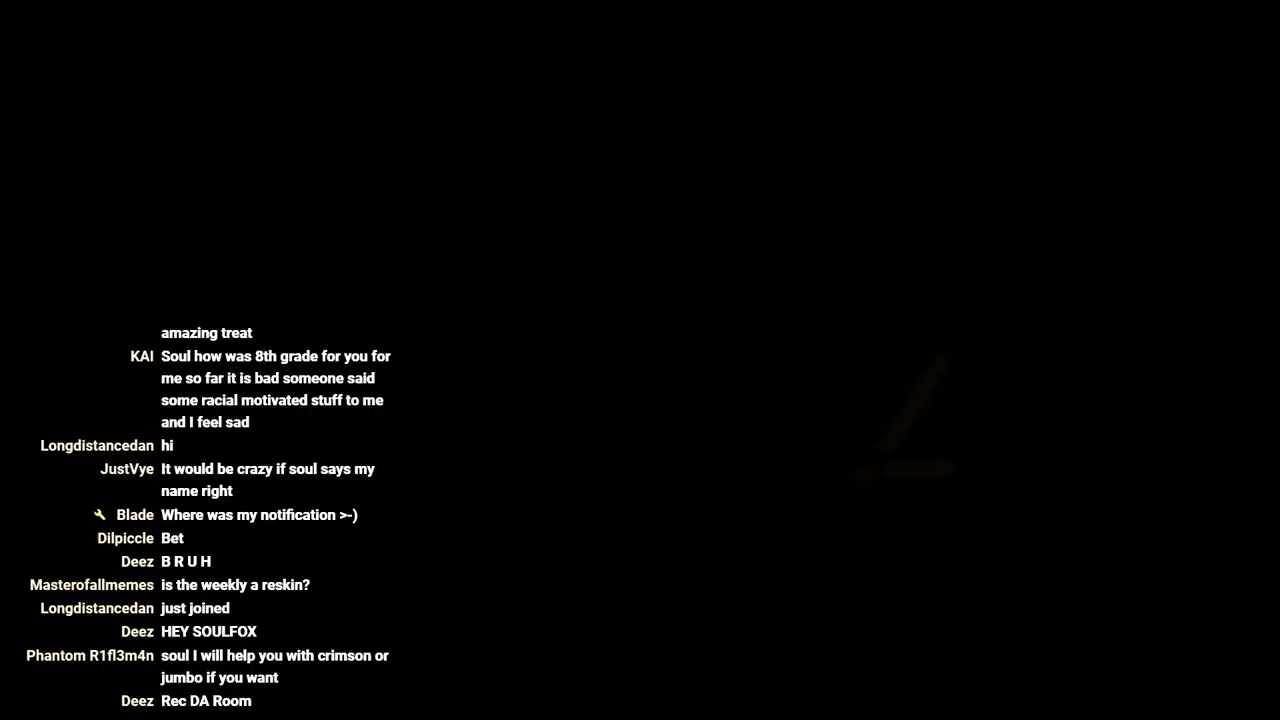 amazing treat
KAI Soul how was 8th grade for you for
me so far it is bad someone said
some racial motivated stuff to me
and I feel sad
Longdistancedan hi
JustVye It would be crazy if soul says my
name right
Blade Where was my notification >-)
Dilpiccle Bet
Deez B R U H
Masterofallmemes is the weekly a reskin?
Longdistancedan just joined
Deez HEY SOULFOX
Phantom R1fl3m4n soul I will help you with crimson or
jumbo if you want
Deez Rec DA Room